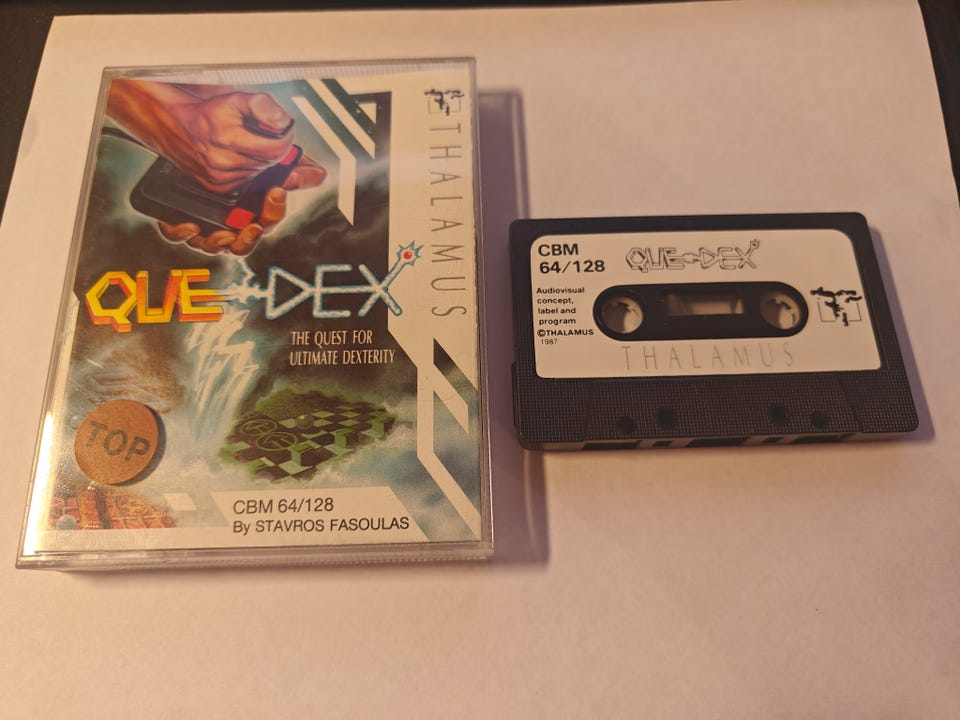 THALAMUS
QUE-DEX
THE QUEST FOR
ULTIMATE DEXTERITY
TOP
CBM 64/128
By STAVROS FASOULAS
CBM
64/128
QUE-DEX
Audiovisual
concept,
label and
program
©THALAMUS
1987
THALAMUS